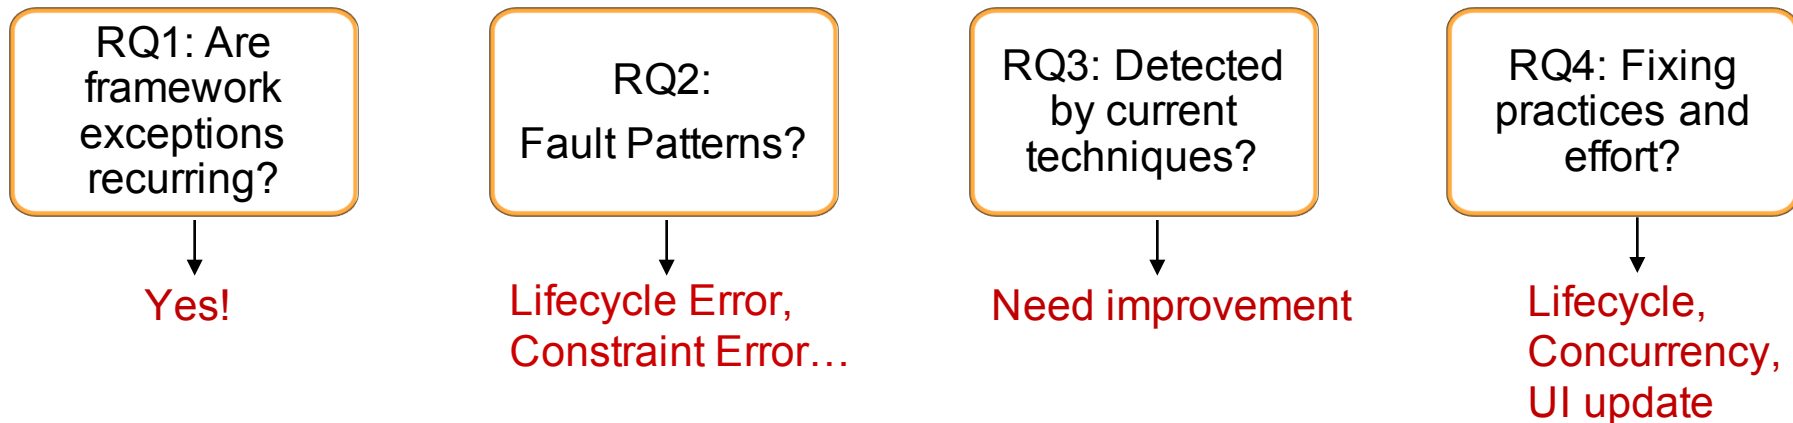 RQ1: Are
framework
exceptions
recurring?
Yes!
RQ2:
Fault Patterns?
Lifecycle Error,
Constraint Error…
RQ3: Detected
by current
techniques?
Need improvement
RQ4: Fixing
practices and
effort?
Lifecycle,
Concurrency,
UI update